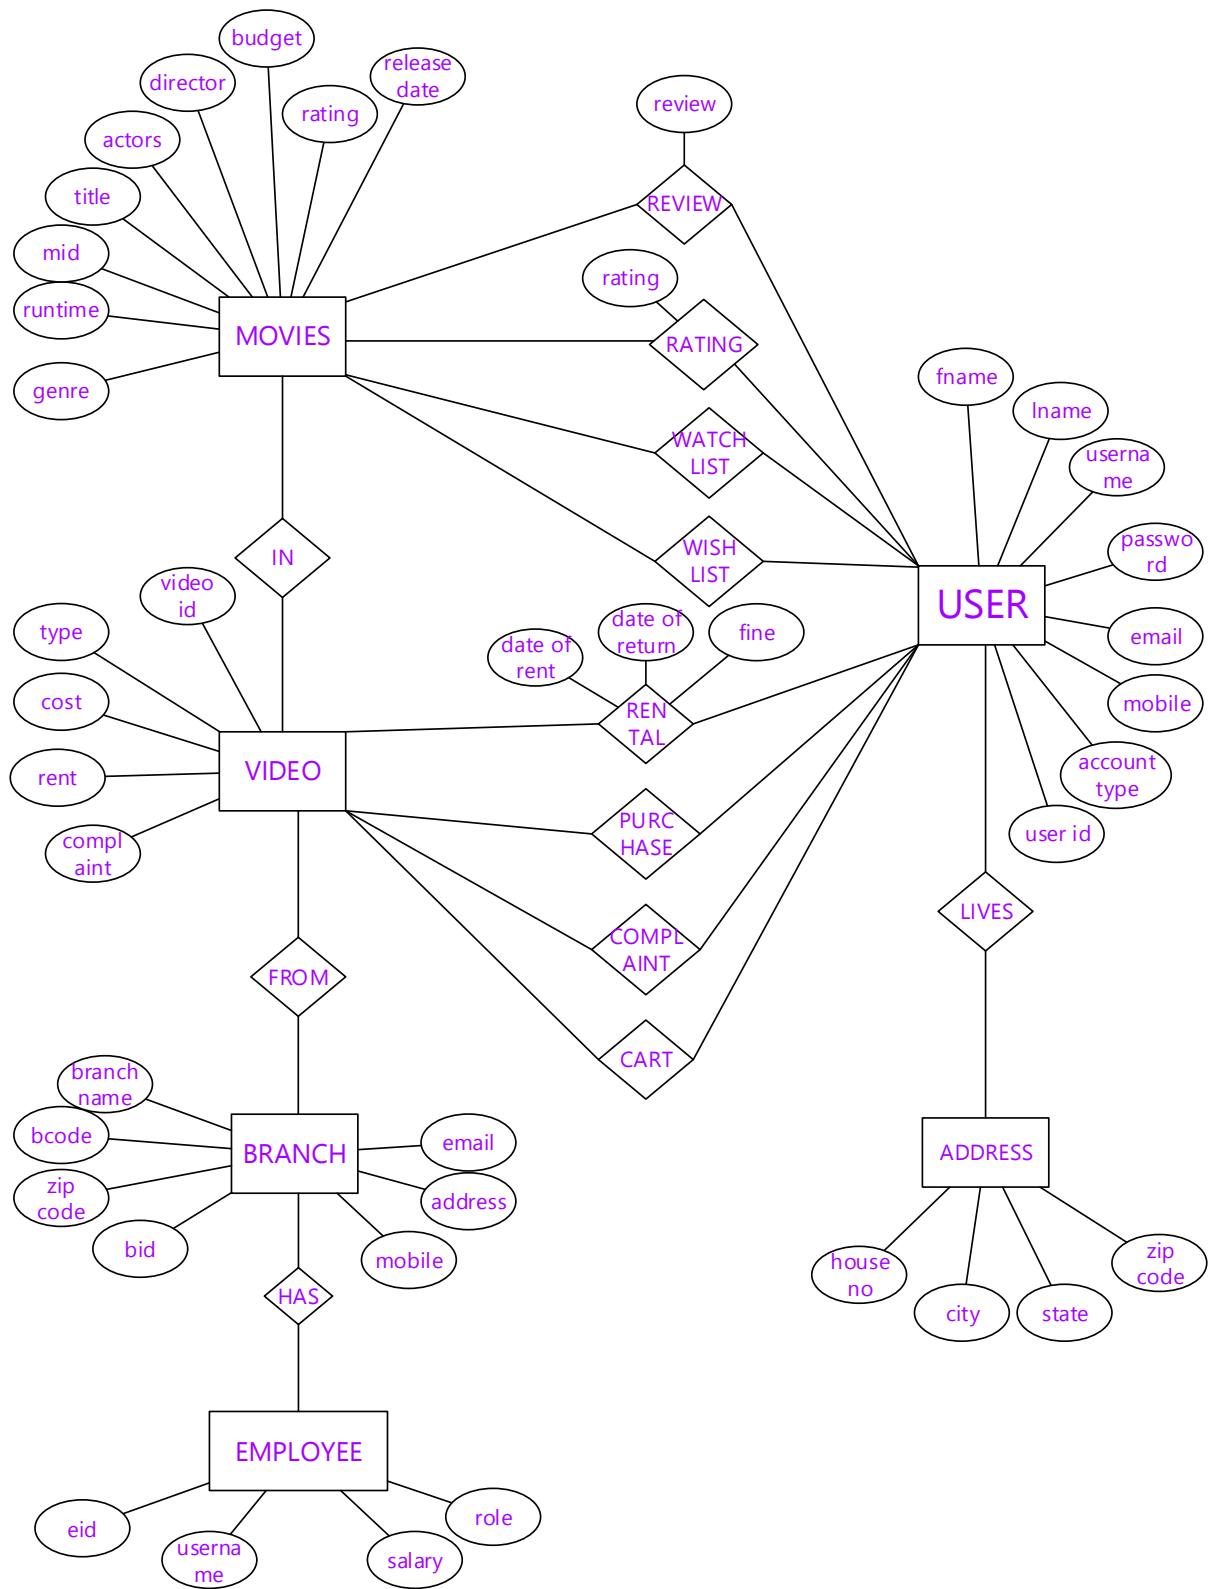 budget
director
release
date
rating
actors
review
title
REVIEW
mid
rating
runtime
MOVIES
RATING
fname
genre
lname
WATCH
LIST
userna
me
passwo
rd
WISH
LIST
IN
video
id
USER
type
date of
return
fine
email
date of
rent
cost
REN
TAL
mobile
VIDEO
rent
account
type
PURC
HASE
user id
compl
aint
LIVES
COMPL
AINT
FROM
CART
branch
name
bcode
BRANCH
email
ADDRESS
zip
code
address
bid
mobile
house
no
zip
code
HAS
city
state
EMPLOYEE
eid
userna
me
salary
role